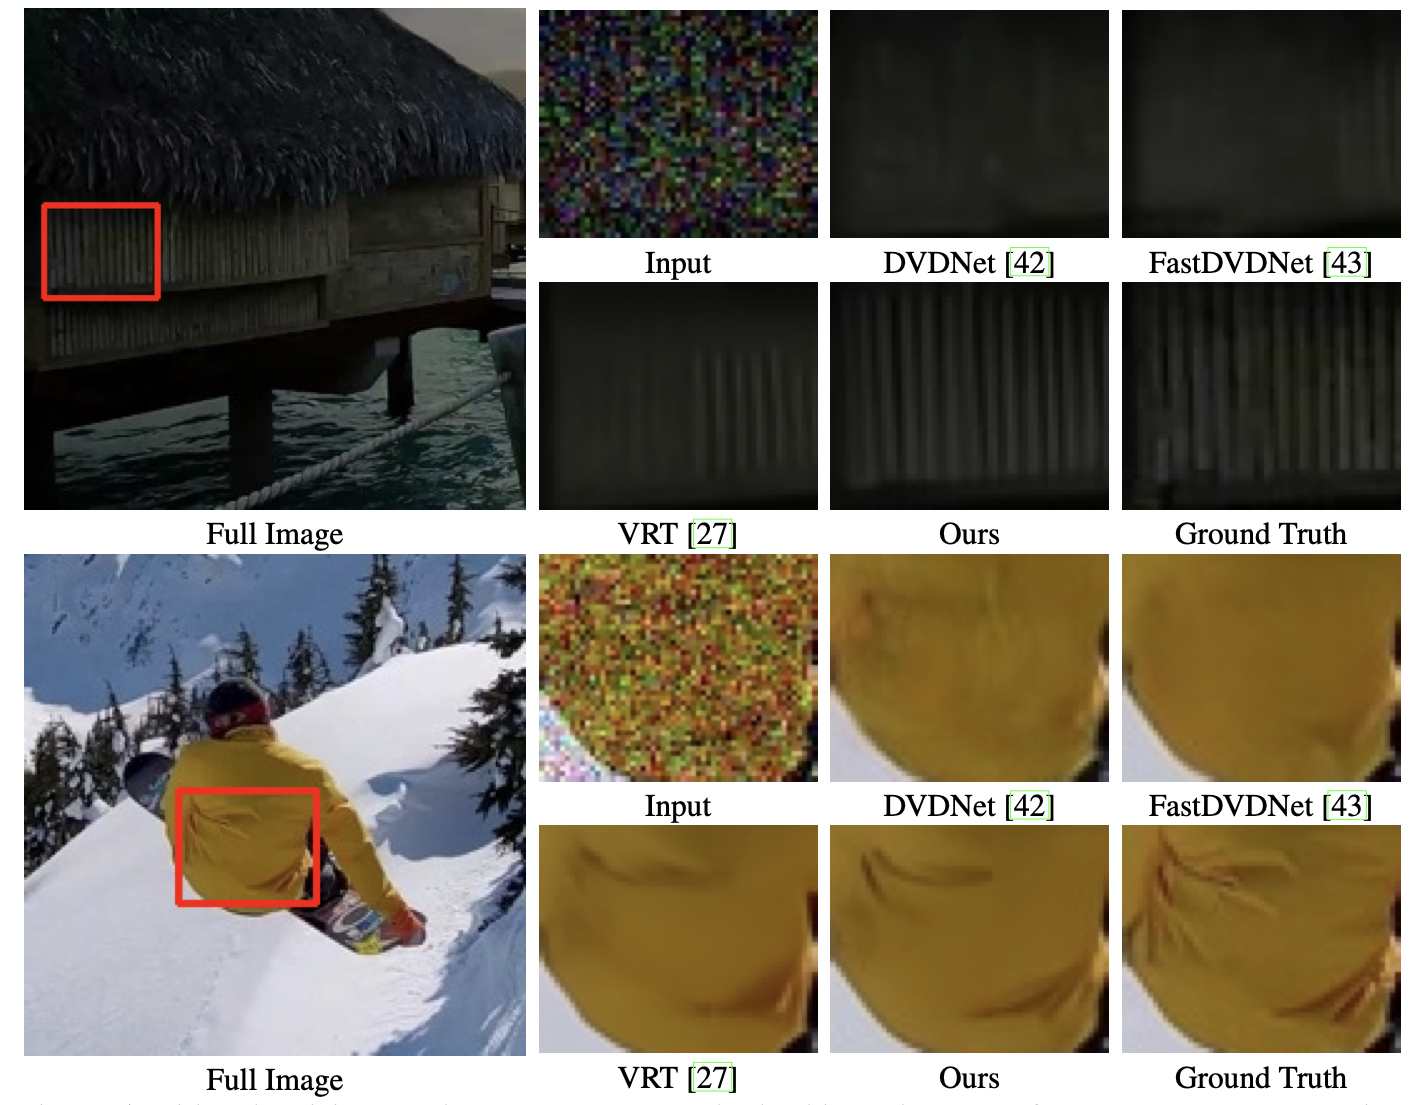 Input
DVDNet [42]
FastDVDNet [43]
Full Image
VRT [27]
Ours
Ground Truth
Input
DVDNet [42]
FastDVDNet [43]
Full Image
VRT [27]
Ours
Ground Truth